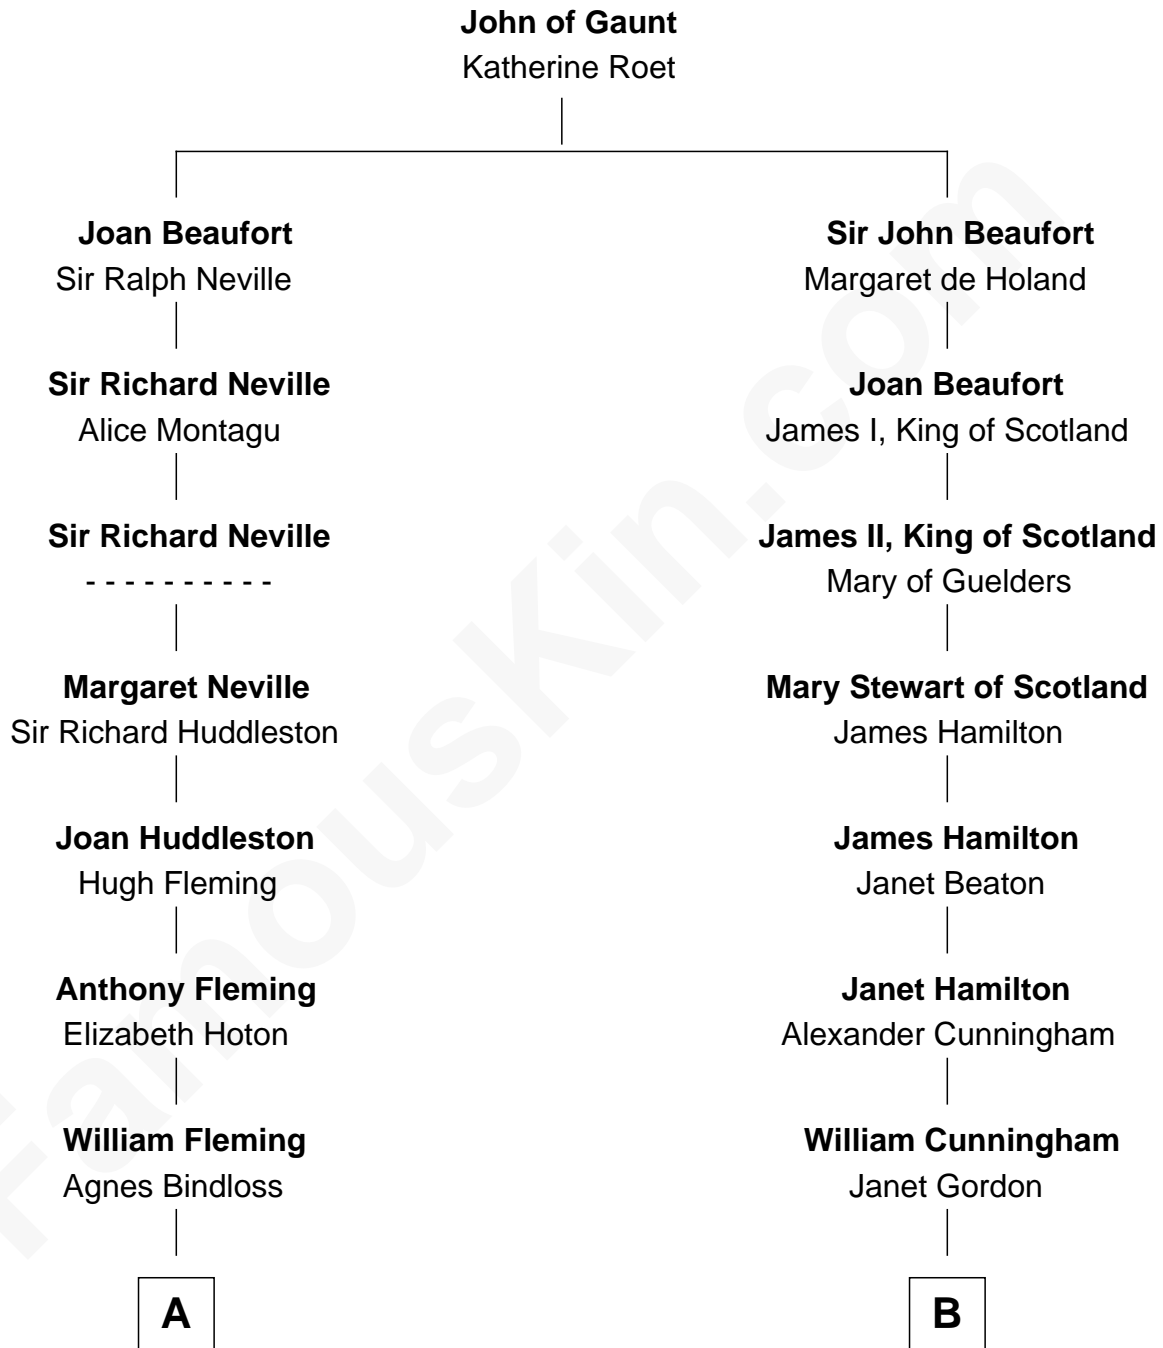 John of Gaunt
Katherine Roet
Joan Beaufort
Sir Ralph Neville
Sir John Beaufort
Margaret de Holand
Sir Richard Neville
Alice Montagu
Joan Beaufort
James I, King of Scotland
Sir Richard Neville
- - - - - - - - - -
James II, King of Scotland
Mary of Guelders
Margaret Neville
Sir Richard Huddleston
Mary Stewart of Scotland
James Hamilton
Joan Huddleston
Hugh Fleming
James Hamilton
Janet Beaton
Anthony Fleming
Elizabeth Hoton
Janet Hamilton
Alexander Cunningham
William Fleming
Agnes Bindloss
William Cunningham
Janet Gordon
A
B
FamousKin.com